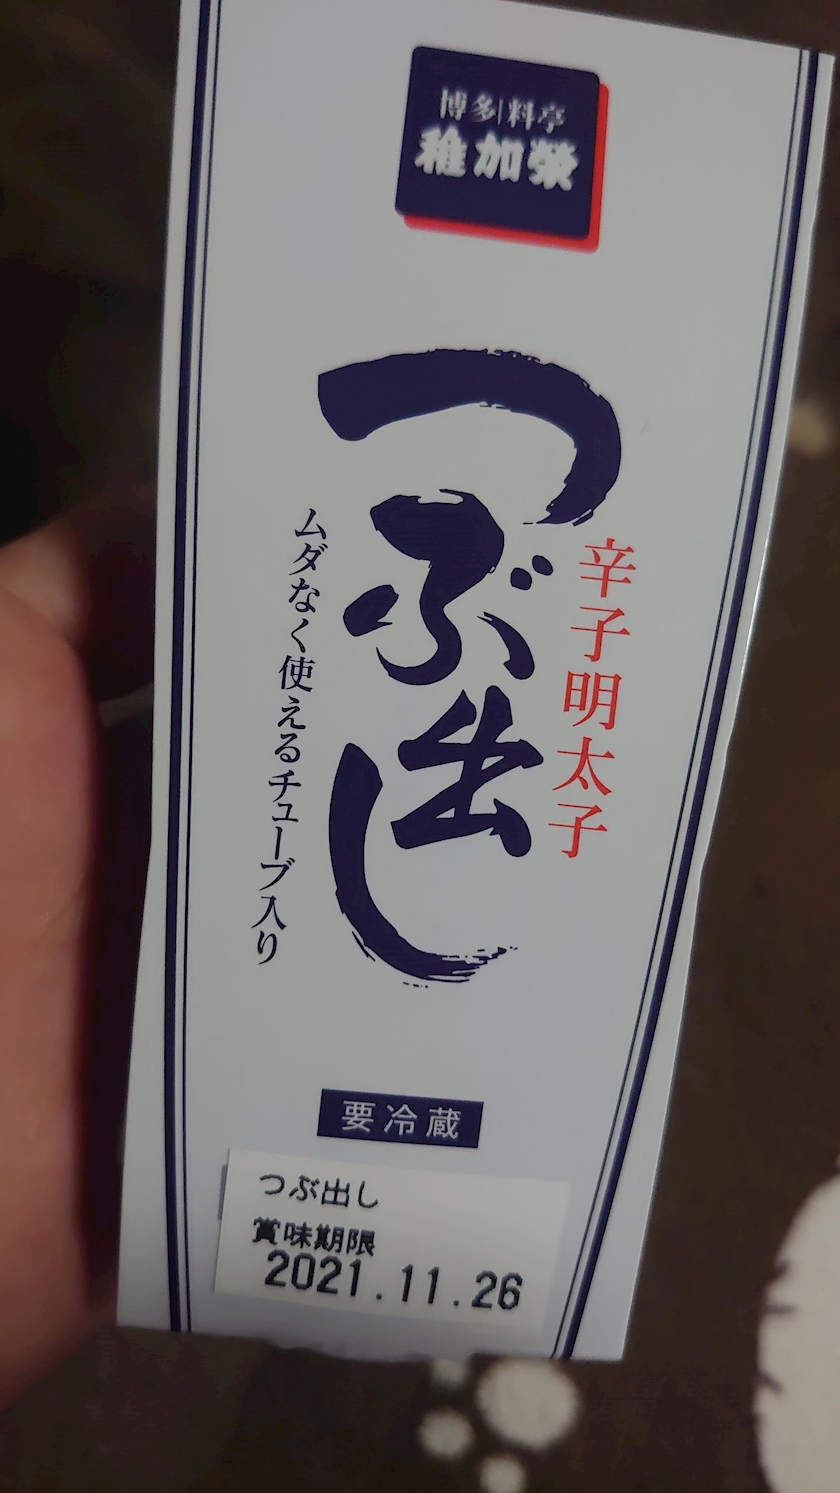 博多|料亭
稚加榮
辛子明太子
つぶ出し
ムダなく使えるチューブ入り
要冷蔵
つぶ出し
賞味期限
2021.11.26